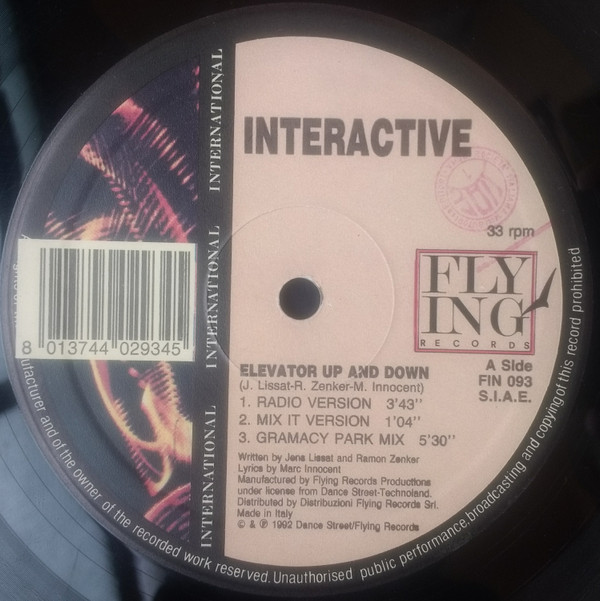 INTERNATIONAL
INTERNATIONAL
INTERNATIONAL
INTERACTIVE
33 rpm
FLY
ING
RECORDS
A Side
FIN 093
S.I.A.E.
8 013744 029345
ELEVATOR UP AND DOWN
(J. Lissat-R. Zenker-M. Innocent)
1. RADIO VERSION 3'43''
2. MIX IT VERSION 1'04''
3. GRAMACY PARK MIX 5'30''
Written by Jens Lissat and Ramon Zenker
Lyrics by Marc Innocent
Manufactured by Flying Records Productions
under license from Dance Street-Technoland.
Distributed by Distribuzioni Flying Records Srl.
Made in Italy
© & ℗ 1992 Dance Street/Flying Records
and of the owner of the recorded work reserved. Unauthorised public performance.broadcasting and copying of this record prohibited